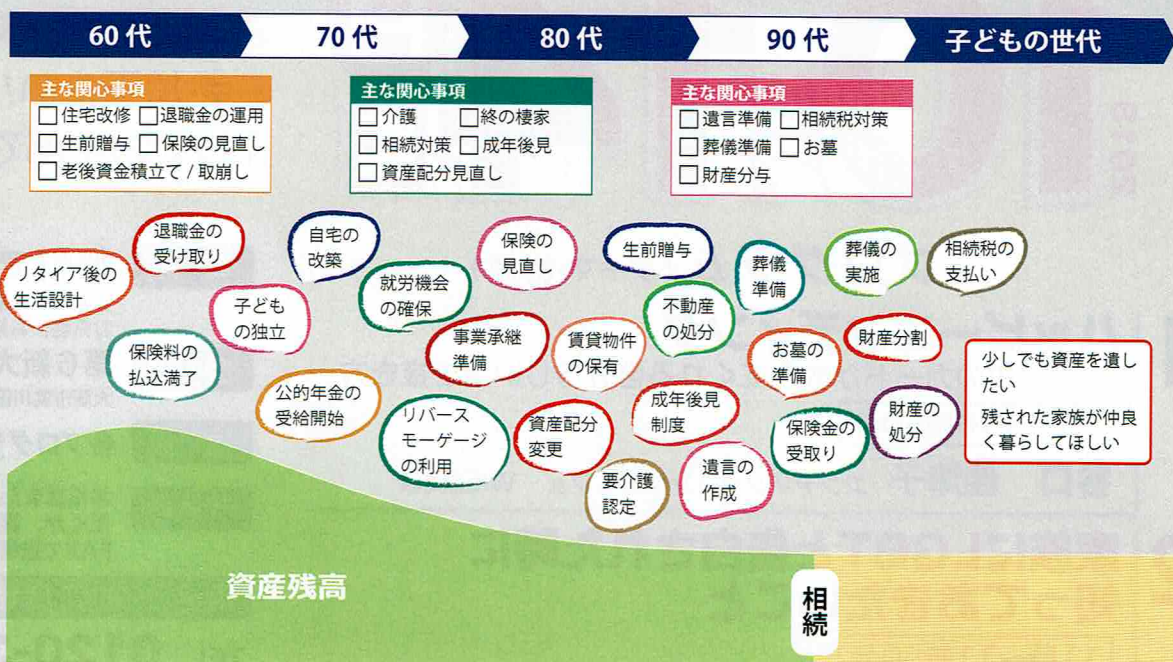 60代
70代
80代
90代
子どもの世代
主な関心事項
□住宅改修 □退職金の運用
□生前贈与 □保険の見直し
□老後資金積立て / 取崩し
主な関心事項
□介護 □終の棲家
□相続対策 □成年後見
□資産配分見直し
主な関心事項
□遺言準備 □相続税対策
□葬儀準備 □お墓
□財産分与
ノタイア後の
生活設計
退職金の
受け取り
保険料の
払込満了
子ども
の独立
自宅の
改築
公的年金の
受給開始
就労機会
の確保
リバース
モーゲージ
の利用
事業承継
準備
保険の
見直し
資産配分
変更
賃貸物件
の保有
要介護
認定
生前贈与
不動産
の処分
成年後見
制度
遺言の
作成
葬儀
準備
お墓の
準備
保険金の
受取り
葬儀の
実施
財産分割
財産の
処分
相続税の
支払い
少しでも資産を遺し
たい
残された家族が仲良
く暮らしてほしい
資産残高
相続